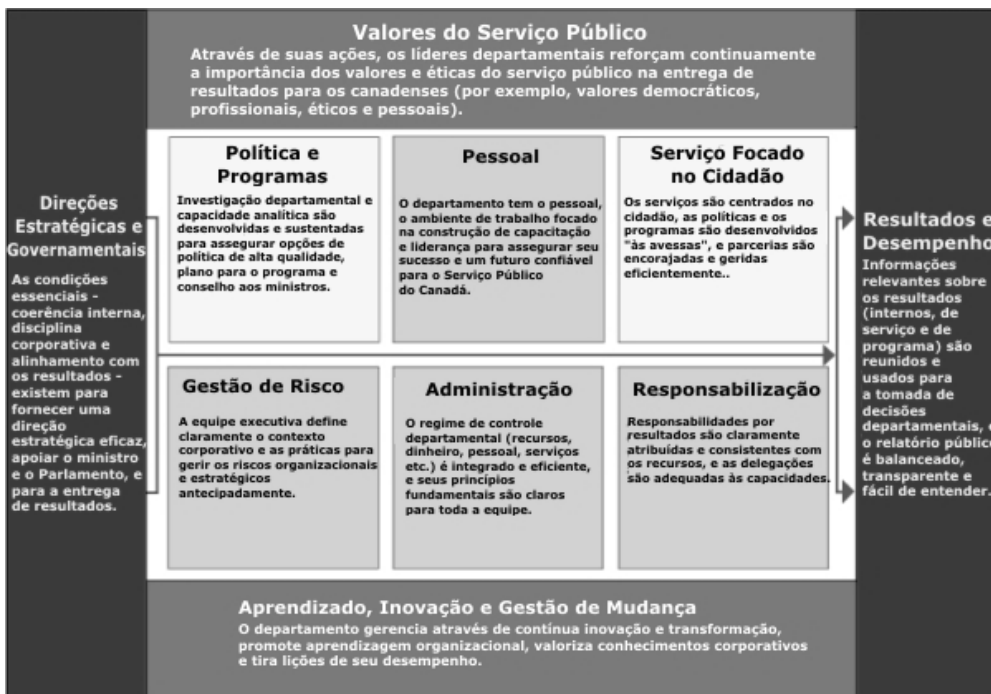 Valores do Serviço Público
Através de suas ações, os líderes departamentais reforçam continuamente
a importância dos valores e éticas do serviço público na entrega de
resultados para os canadenses (por exemplo, valores democráticos,
profissionais, éticos e pessoais).
Direções
Estratégicas e
Governamentais
As condições
essenciais -
coerência interna,
disciplina
corporativa e
alinhamento com
os resultados -
existem para
fornecer uma
direção
estratégica eficaz,
apoiar o ministro
e o Parlamento, e
para a entrega
de resultados.
Política e
Programas
Investigação departamental e
capacidade analítica são
desenvolvidas e sustentadas
para assegurar opções de
política de alta qualidade,
plano para o programa e
conselho aos ministros.
Pessoal
O departamento tem o pessoal,
o ambiente de trabalho focado
na construção de capacitação
e liderança para assegurar seu
sucesso e um futuro confiável
para o Serviço Público
do Canadá.
Serviço Focado
no Cidadão
Os serviços são centrados no
cidadão, as políticas e os
programas são desenvolvidos
"às avessas", e parcerias são
encorajadas e geridas
eficientemente..
Gestão de Risco
A equipe executiva define
claramente o contexto
corporativo e as práticas para
gerir os riscos organizacionais
e estratégicos
antecipadamente.
Administração
O regime de controle
departamental (recursos,
dinheiro, pessoal, serviços
etc.) é integrado e eficiente,
e seus princípios
fundamentais são claros
para toda a equipe.
Responsabilização
Responsabilidades por
resultados são claramente
atribuídas e consistentes com
os recursos, e as delegações
são adequadas às capacidades.
Resultados e
Desempenho
Informações
relevantes sobre
os resultados
(internos, de
serviço e de
programa) são
reunidos e
usados para
a tomada de
decisões
departamentais, e
o relatório público
é balanceado,
transparente e
fácil de entender.
Aprendizado, Inovação e Gestão de Mudança
O departamento gerencia através de contínua inovação e transformação,
promote aprendizagem organizacional, valoriza conhecimentos corporativos
e tira lições de seu desempenho.